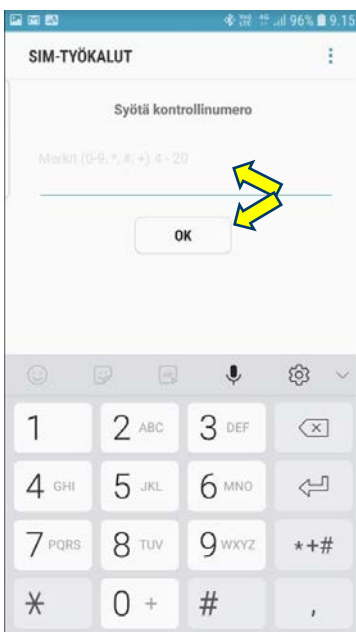 96% 9.15
SIM-TYÖKALUT
Syötä kontrollinumero
Merkit (0-9, *, #, +) 4 - 20
OK
1 2 ABC 3 DEF
4 GHI 5 JKL 6 MNO
7 PQRS 8 TUV 9 WXYZ *+#
* 0 + # ,